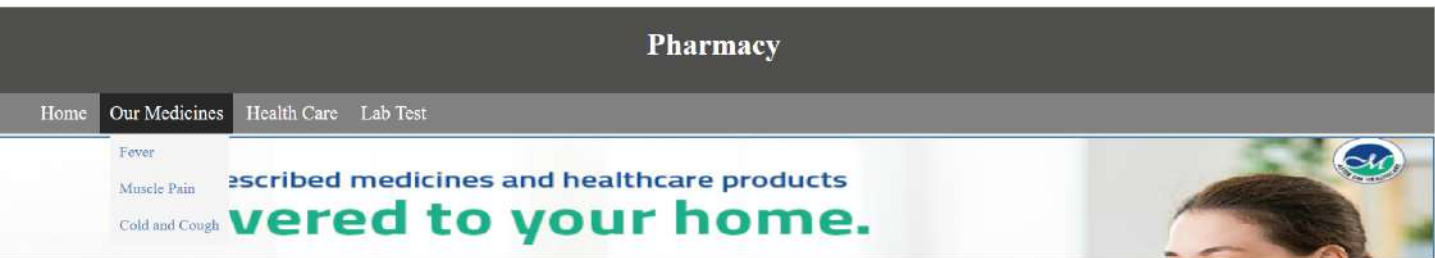 Pharmacy
Home Our Medicines Health Care Lab Test
Fever
Muscle Pain
Cold and Cough
escribed medicines and healthcare products
vered to your home.